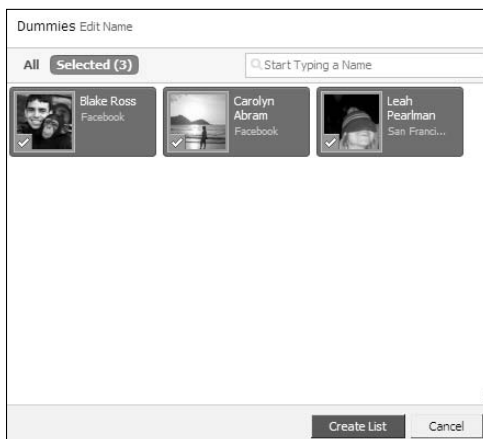 Dummies Edit Name
All Selected (3) Start Typing a Name
Blake Ross
Facebook
Carolyn
Abram
Facebook
Leah
Pearlman
San Franci...
Create List Cancel